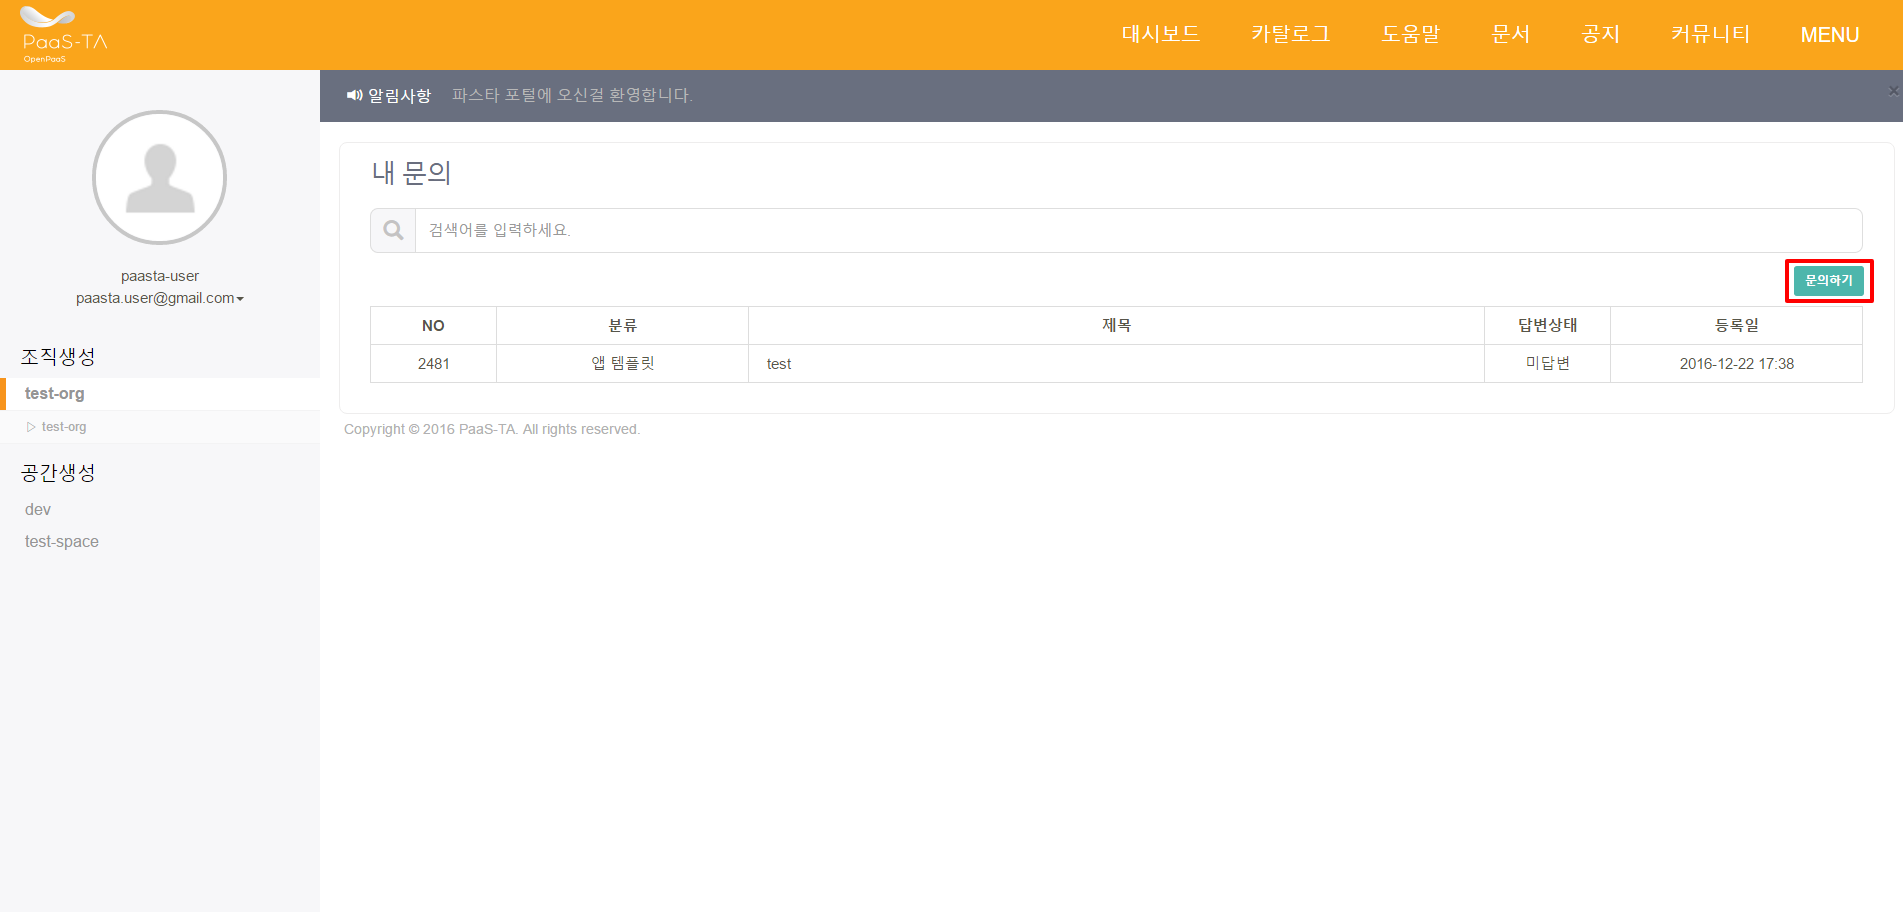 PaaS-TA
OpenPaaS
대시보드 카탈로그 도움말 문서 공지 커뮤니티 MENU
알림사항 파스타 포털에 오신걸 환영합니다.
×
paasta-user
paasta.user@gmail.com
조직생성
test-org
test-org
공간생성
dev
test-space
내 문의
검색어를 입력하세요.
문의하기
NO 분류 제목 답변상태 등록일
2481 앱 템플릿 test 미답변 2016-12-22 17:38
Copyright © 2016 PaaS-TA. All rights reserved.